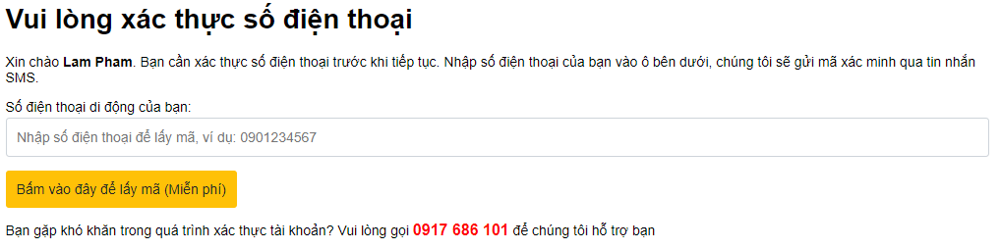 Vui lòng xác thực số điện thoại
Xin chào Lam Pham. Bạn cần xác thực số điện thoại trước khi tiếp tục. Nhập số điện thoại của bạn vào ô bên dưới, chúng tôi sẽ gửi mã xác minh qua tin nhắn
SMS.
Số điện thoại di động của bạn:
Nhập số điện thoại để lấy mã, ví dụ: 0901234567
Bấm vào đây để lấy mã (Miễn phí)
Bạn gặp khó khăn trong quá trình xác thực tài khoản? Vui lòng gọi 0917 686 101 để chúng tôi hỗ trợ bạn